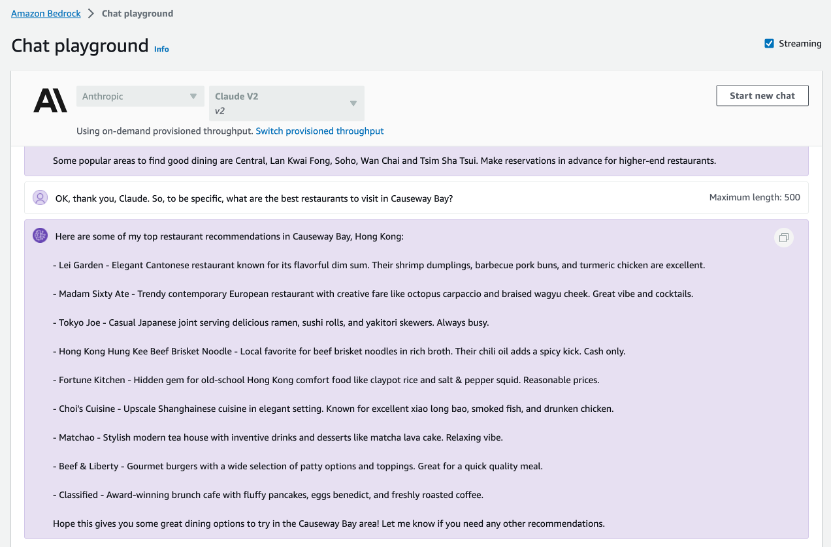 Amazon Bedrock > Chat playground
Chat playground Info
Streaming
Anthropic
Claude V2
v2
Start new chat
Using on-demand provisioned throughput. Switch provisioned throughput
Some popular areas to find good dining are Central, Lan Kwai Fong, Soho, Wan Chai and Tsim Sha Tsui. Make reservations in advance for higher-end restaurants.
OK, thank you, Claude. So, to be specific, what are the best restaurants to visit in Causeway Bay?
Maximum length: 500
Here are some of my top restaurant recommendations in Causeway Bay, Hong Kong:
- Lei Garden - Elegant Cantonese restaurant known for its flavorful dim sum. Their shrimp dumplings, barbecue pork buns, and turmeric chicken are excellent.
- Madam Sixty Ate - Trendy contemporary European restaurant with creative fare like octopus carpaccio and braised wagyu cheek. Great vibe and cocktails.
- Tokyo Joe - Casual Japanese joint serving delicious ramen, sushi rolls, and yakitori skewers. Always busy.
- Hong Kong Hung Kee Beef Brisket Noodle - Local favorite for beef brisket noodles in rich broth. Their chili oil adds a spicy kick. Cash only.
- Fortune Kitchen - Hidden gem for old-school Hong Kong comfort food like claypot rice and salt & pepper squid. Reasonable prices.
- Choi's Cuisine - Upscale Shanghainese cuisine in elegant setting. Known for excellent xiao long bao, smoked fish, and drunken chicken.
- Matchao - Stylish modern tea house with inventive drinks and desserts like matcha lava cake. Relaxing vibe.
- Beef & Liberty - Gourmet burgers with a wide selection of patty options and toppings. Great for a quick quality meal.
- Classified - Award-winning brunch cafe with fluffy pancakes, eggs benedict, and freshly roasted coffee.
Hope this gives you some great dining options to try in the Causeway Bay area! Let me know if you need any other recommendations.